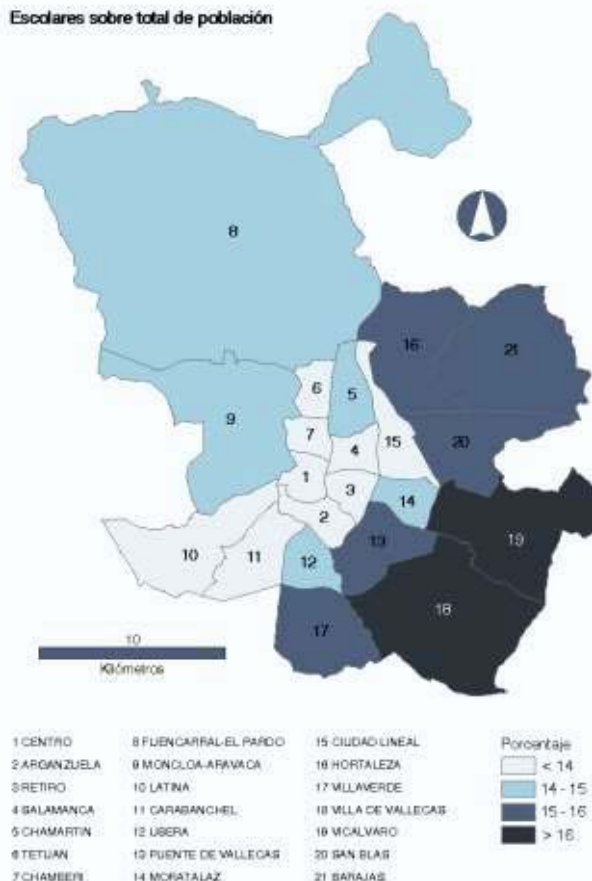 Escolares sobre total de población
8
16
21
6
5
9
7
15
20
4
1
3
14
2
13
19
10
11
12
18
17
10
Kilómetros
1 CENTRO
2 ARGANZUELA
3 RETIRO
4 SALAMANCA
5 CHAMARTIN
6 TETUAN
7 CHAMBERI
8 FUENCARRAL-EL PARDO
9 MONCLOA-ARAVACA
10 LATINA
11 CARABANCHEL
12 USERA
13 PUENTE DE VALLECAS
14 MORATALAZ
15 CIUDAD LINEAL
16 HORTALEZA
17 VILLAVERDE
18 VILLA DE VALLECAS
19 VICALVARO
20 SAN BLAS
21 BARAJAS
Porcentaje
< 14
14 - 15
15 - 16
> 16